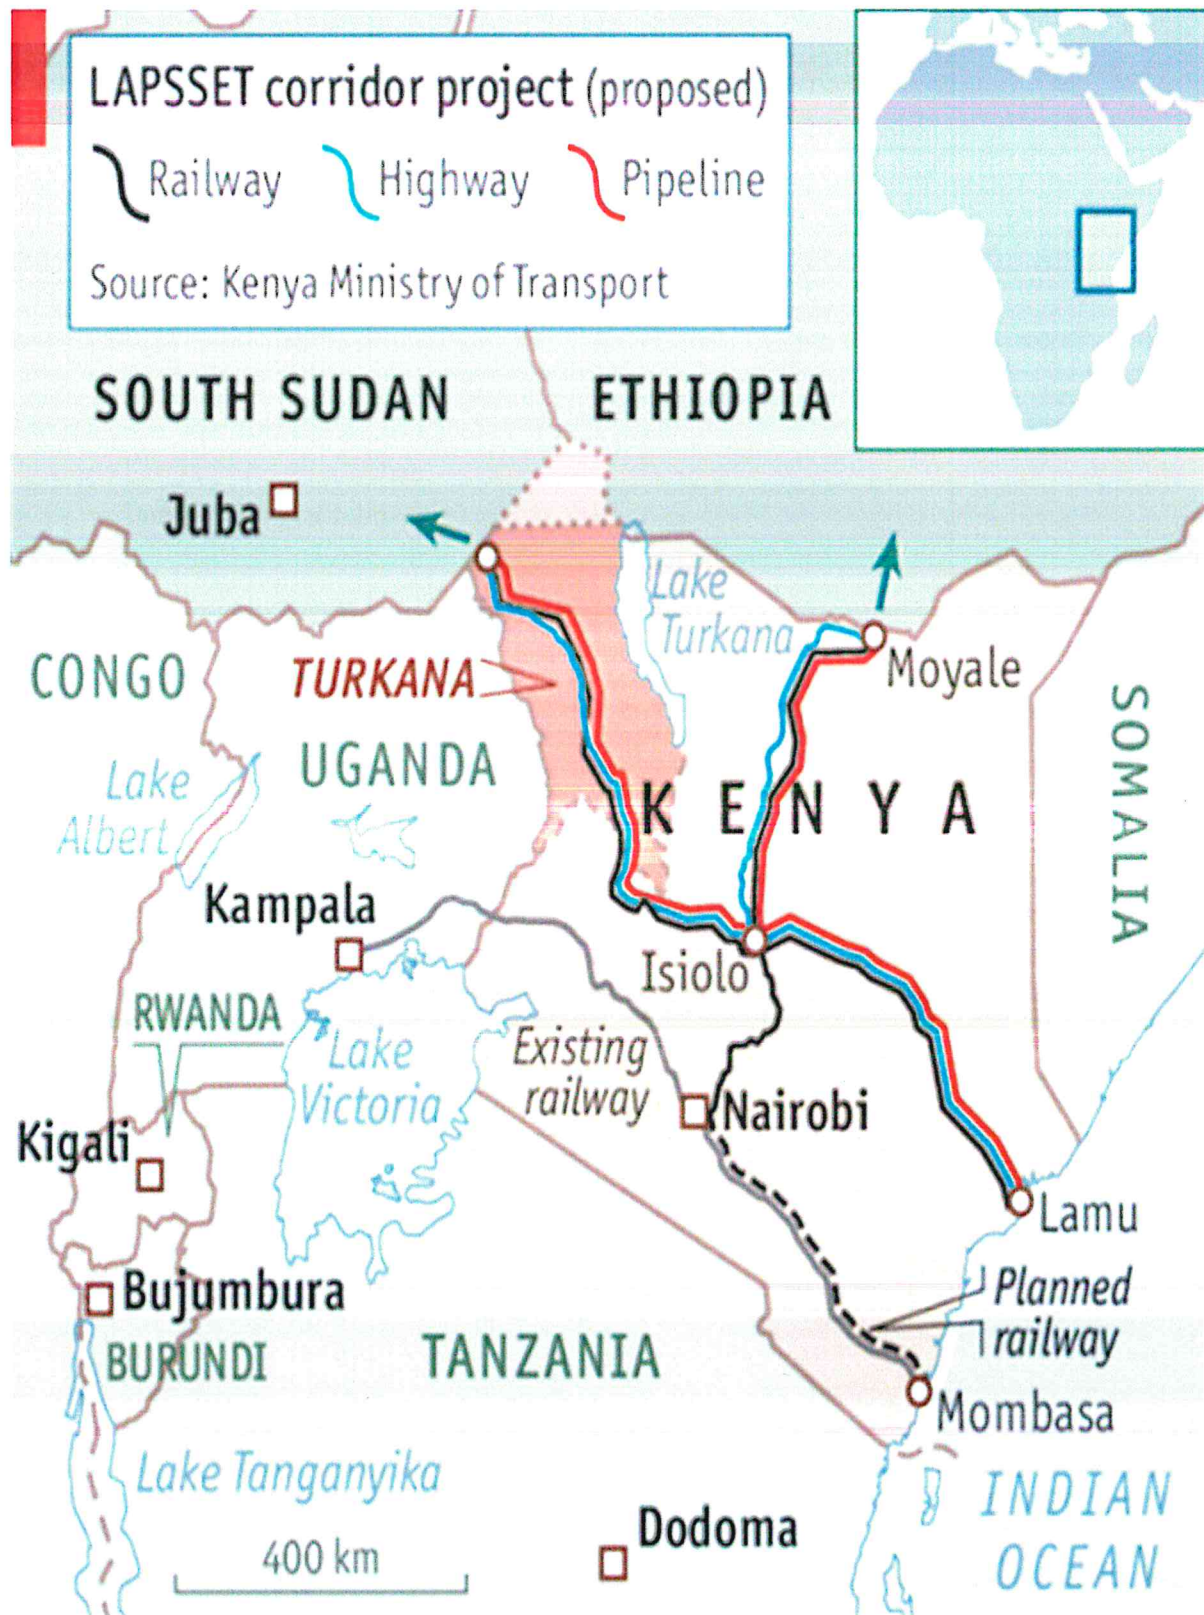 LAPSSET corridor project (proposed)
Railway Highway Pipeline
Source: Kenya Ministry of Transport
SOUTH SUDAN
ETHIOPIA
Juba
Lake
Turkana
Moyale
CONGO
TURKANA
UGANDA
SOMALIA
Lake
Albert
KENYA
Kampala
Isiolo
RWANDA
Lake
Victoria
Existing
railway
Nairobi
Kigali
Lamu
Bujumbura
BURUNDI
TANZANIA
Planned
railway
Mombasa
Lake Tanganyika
INDIAN
OCEAN
Dodoma
400 km